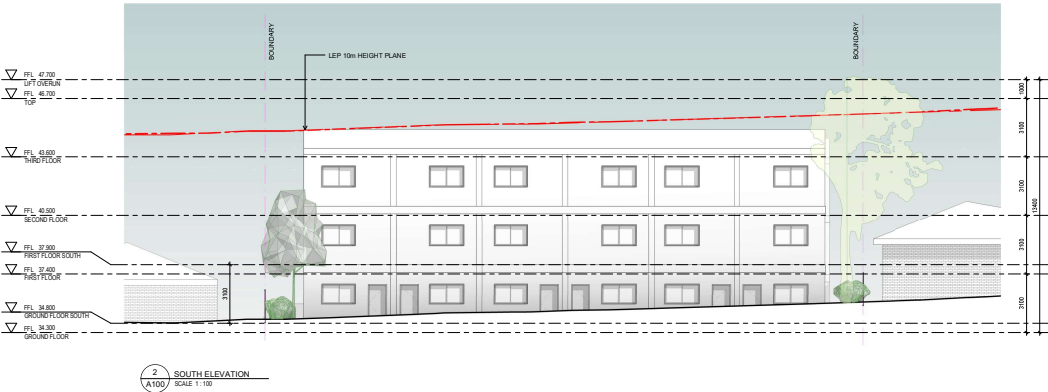 BOUNDARY
BOUNDARY
LEP 10m HEIGHT PLANE
FFL 47.700
LIFT OVERUN
FFL 46.700
TOP
FFL 43.600
THIRD FLOOR
FFL 40.500
SECOND FLOOR
FFL 37.900
FIRST FLOOR SOUTH
FFL 37.400
FIRST FLOOR
FFL 34.800
GROUND FLOOR SOUTH
FFL 34.300
GROUND FLOOR
3100
1000
3100
3100
3100
3100
13400
2
A100
SOUTH ELEVATION
SCALE 1 : 100